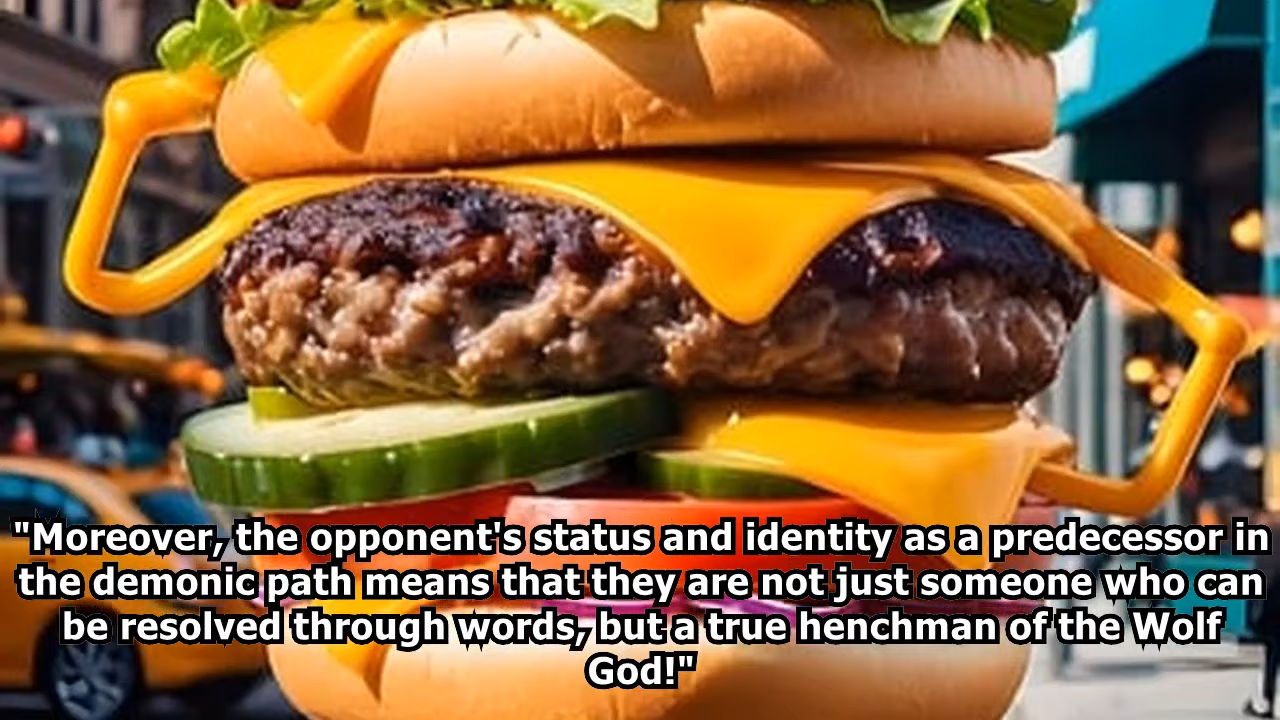 "Moreover, the opponent's status and identity as a predecessor in
the demonic path means that they are not just someone who can
be resolved through words, but a true henchman of the Wolf
God!"